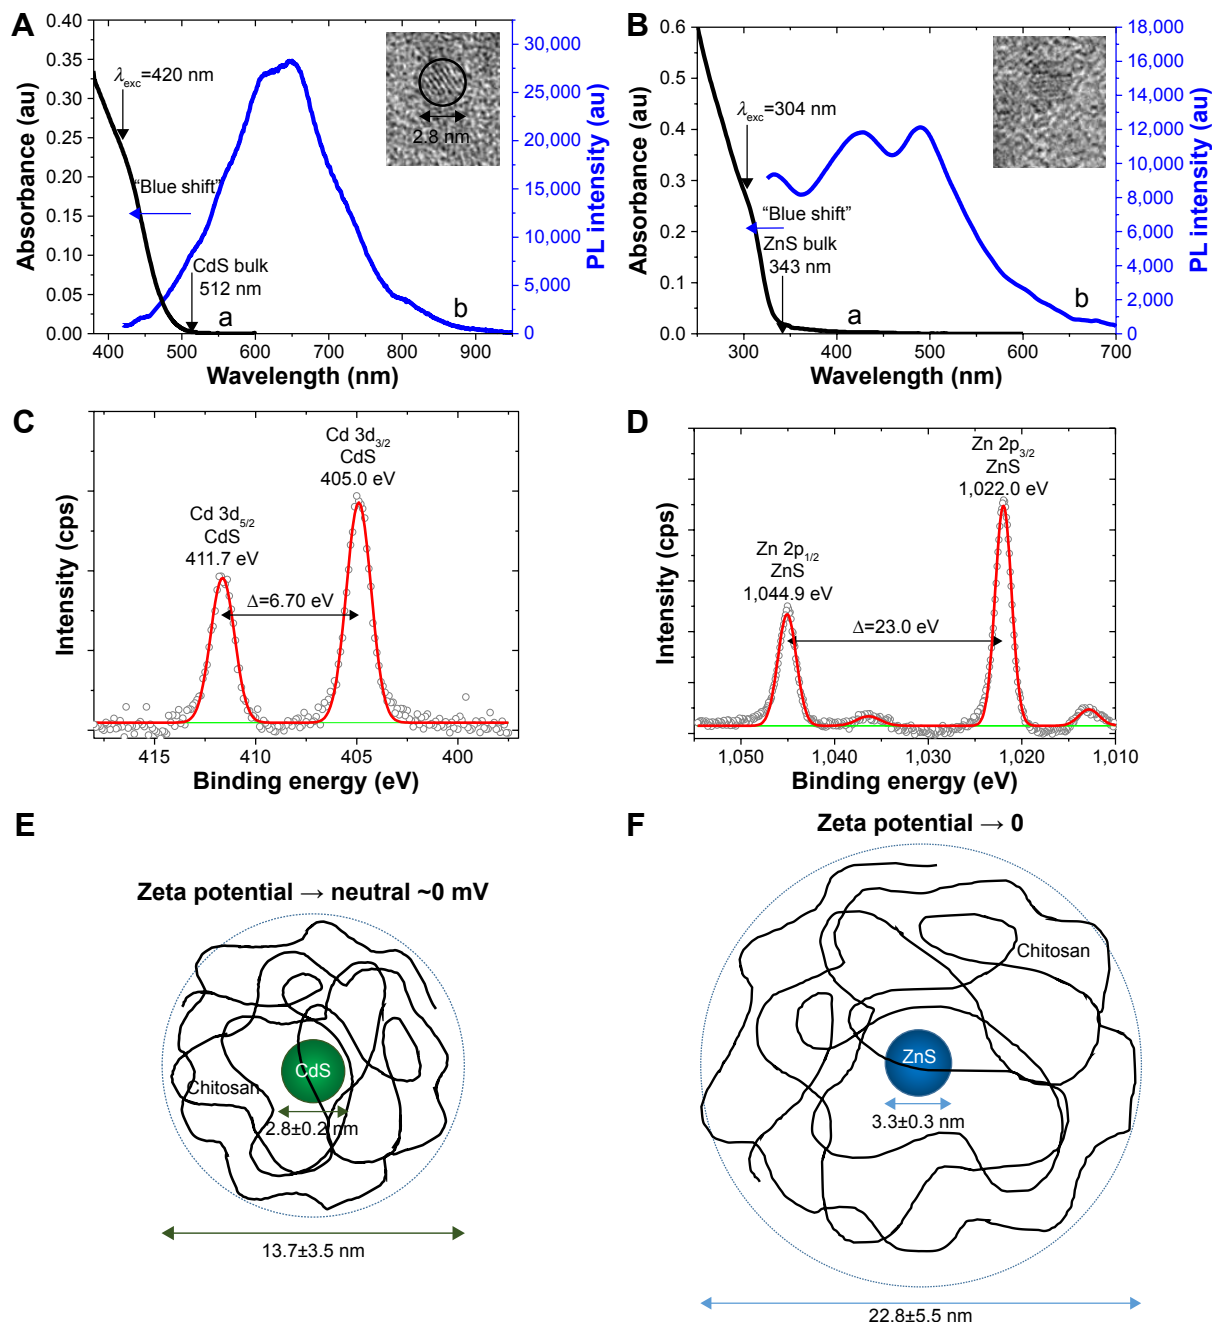 A
0.40
0.35
0.30
0.25
0.20
0.15
0.10
0.05
0.00
Absorbance (au)
400 500 600 700 800 900
Wavelength (nm)
30,000
25,000
20,000
15,000
10,000
5,000
0
PL intensity (au)
λexc=420 nm
2.8 nm
“Blue shift”
CdS bulk
512 nm
a
b
B
0.6
0.5
0.4
0.3
0.2
0.1
0.0
Absorbance (au)
300 400 500 600 700
Wavelength (nm)
18,000
16,000
14,000
12,000
10,000
8,000
6,000
4,000
2,000
0
PL intensity (au)
λexc=304 nm
“Blue shift”
ZnS bulk
343 nm
a
b
C
Intensity (cps)
Cd 3d3/2
CdS
405.0 eV
Cd 3d5/2
CdS
411.7 eV
Δ=6.70 eV
415 410 405 400
Binding energy (eV)
D
Intensity (cps)
Zn 2p3/2
ZnS
1,022.0 eV
Zn 2p1/2
ZnS
1,044.9 eV
Δ=23.0 eV
1,050 1,040 1,030 1,020 1,010
Binding energy (eV)
E
Zeta potential → neutral ~0 mV
CdS
Chitosan
2.8±0.2 nm
13.7±3.5 nm
F
Zeta potential → 0
Chitosan
ZnS
3.3±0.3 nm
22.8±5.5 nm